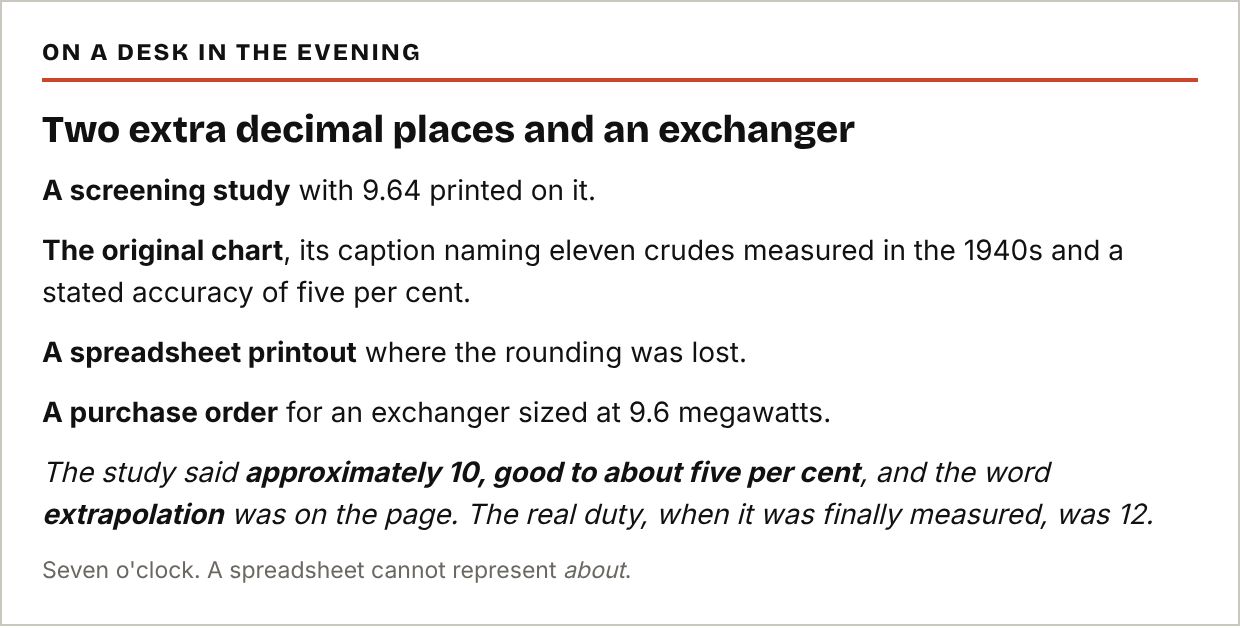 ON A DESK IN THE EVENING
Two extra decimal places and an exchanger
A screening study with 9.64 printed on it.
The original chart, its caption naming eleven crudes measured in the 1940s and a
stated accuracy of five per cent.
A spreadsheet printout where the rounding was lost.
A purchase order for an exchanger sized at 9.6 megawatts.
The study said approximately 10, good to about five per cent, and the word
extrapolation was on the page. The real duty, when it was finally measured, was 12.
Seven o'clock. A spreadsheet cannot represent about.